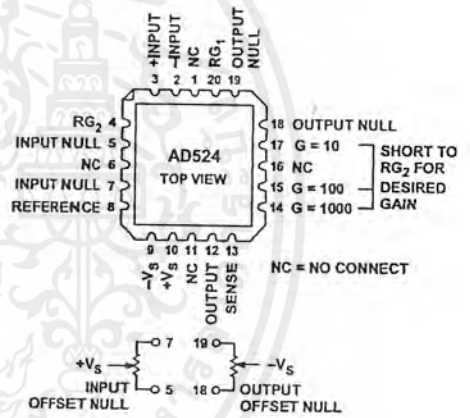 +INPUT
–INPUT
NC
RG1
OUTPUT
NULL
3 2 1 20 19
RG2 4
INPUT NULL 5
NC 6
INPUT NULL 7
REFERENCE 8
AD524
TOP VIEW
18 OUTPUT NULL
17 G = 10
16 NC
15 G = 100
14 G = 1000
SHORT TO
RG2 FOR
DESIRED
GAIN
9 10 11 12 13
–VS
+VS
NC
OUTPUT
SENSE
NC = NO CONNECT
+VS
7
5
INPUT
OFFSET NULL
19
18
–VS
OUTPUT
OFFSET NULL